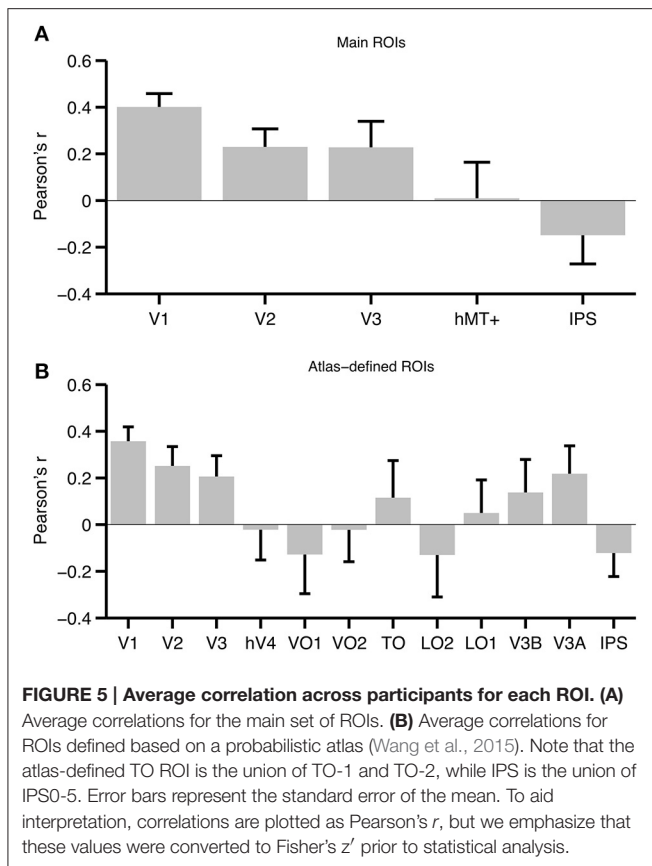 A
Main ROIs
0.6
0.4
0.2
0
−0.2
−0.4
Pearson's r
V1 V2 V3 hMT+ IPS
B
Atlas−defined ROIs
0.6
0.4
0.2
0
−0.2
−0.4
Pearson's r
V1 V2 V3 hV4 VO1 VO2 TO LO2 LO1 V3B V3A IPS
FIGURE 5 | Average correlation across participants for each ROI. (A)
Average correlations for the main set of ROIs. (B) Average correlations for
ROIs defined based on a probabilistic atlas (Wang et al., 2015). Note that the
atlas-defined TO ROI is the union of TO-1 and TO-2, while IPS is the union of
IPS0-5. Error bars represent the standard error of the mean. To aid
interpretation, correlations are plotted as Pearson's r, but we emphasize that
these values were converted to Fisher's z′ prior to statistical analysis.